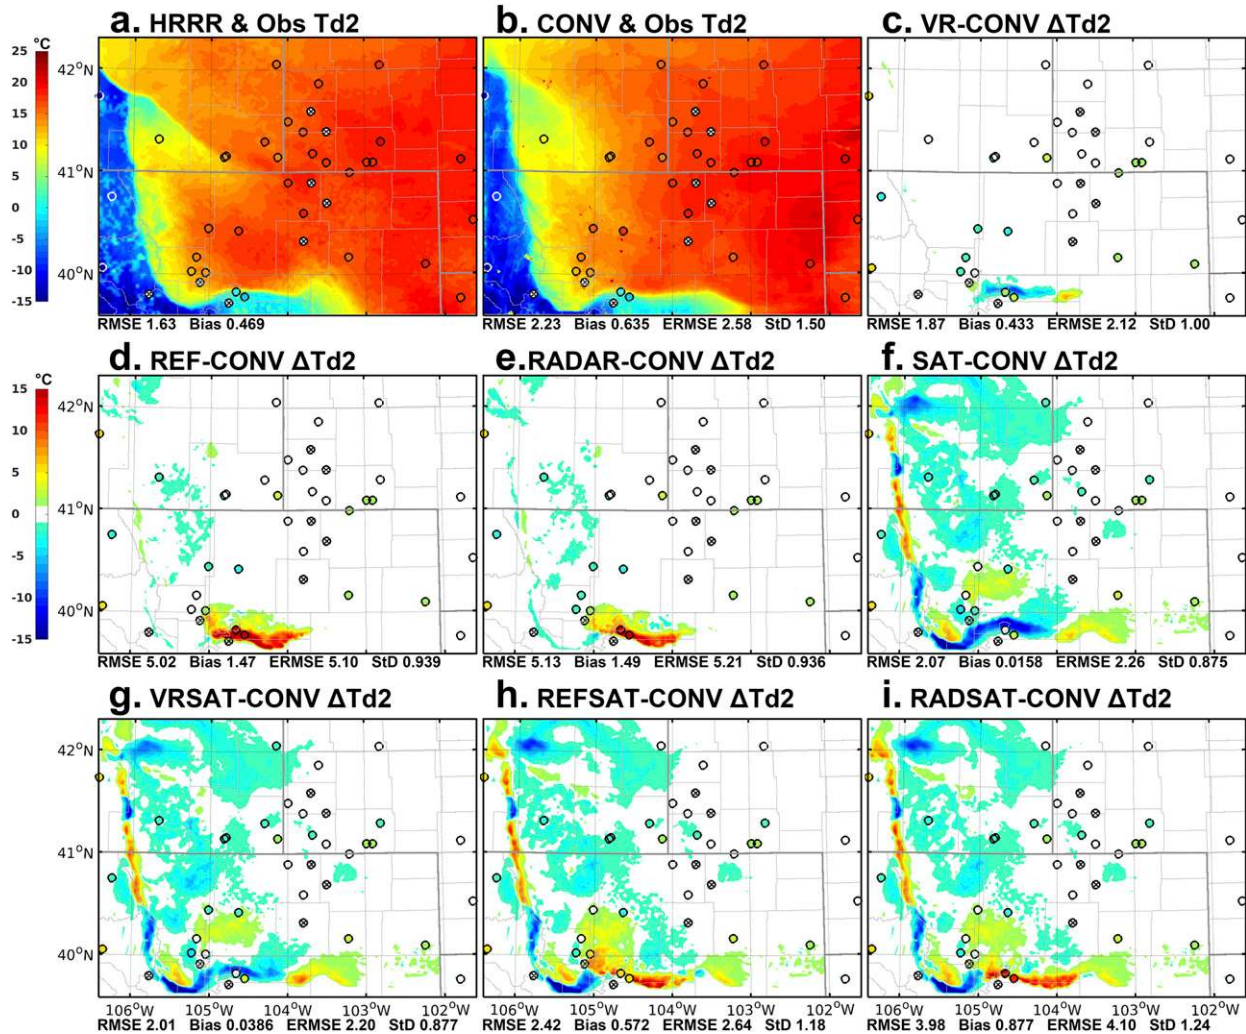 a. HRRR & Obs Td2
b. CONV & Obs Td2
c. VR-CONV ΔTd2
°C
25
20
15
10
5
0
-5
-10
-15
42°N
41°N
40°N
RMSE 1.63 Bias 0.469
RMSE 2.23 Bias 0.635 ERMSE 2.58 StD 1.50
RMSE 1.87 Bias 0.433 ERMSE 2.12 StD 1.00
d. REF-CONV ΔTd2
e.RADAR-CONV ΔTd2
f. SAT-CONV ΔTd2
°C
15
10
5
0
-5
-10
-15
42°N
41°N
40°N
RMSE 5.02 Bias 1.47 ERMSE 5.10 StD 0.939
RMSE 5.13 Bias 1.49 ERMSE 5.21 StD 0.936
RMSE 2.07 Bias 0.0158 ERMSE 2.26 StD 0.875
g. VRSAT-CONV ΔTd2
h. REFSAT-CONV ΔTd2
i. RADSAT-CONV ΔTd2
42°N
41°N
40°N
106°W 105°W 104°W 103°W 102°W
106°W 105°W 104°W 103°W 102°W
106°W 105°W 104°W 103°W 102°W
RMSE 2.01 Bias 0.0386 ERMSE 2.20 StD 0.877
RMSE 2.42 Bias 0.572 ERMSE 2.64 StD 1.18
RMSE 3.98 Bias 0.877 ERMSE 4.10 StD 1.24